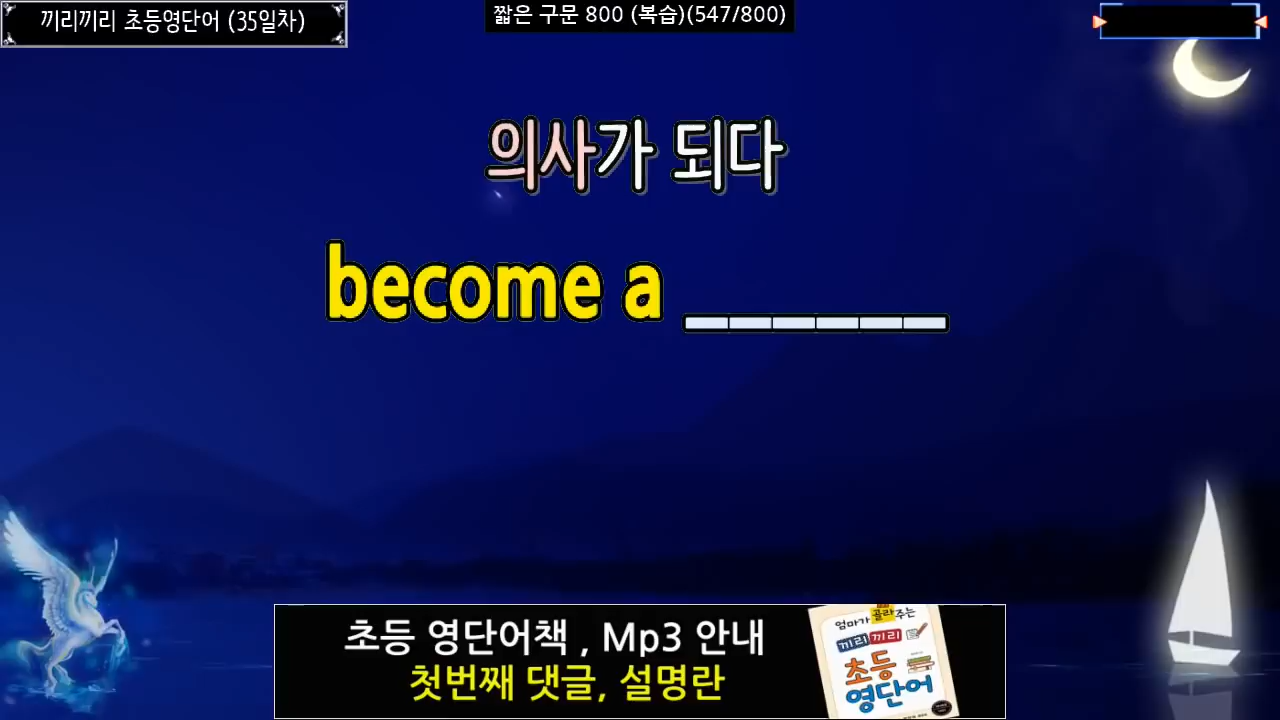 끼리끼리 초등영단어 (35일차)
짧은 구문 800 (복습)(547/800)
의사가 되다
become a ______
초등 영단어책 , Mp3 안내
첫번째 댓글, 설명란
엄마가 골라주는
끼리끼리
초등
영단어